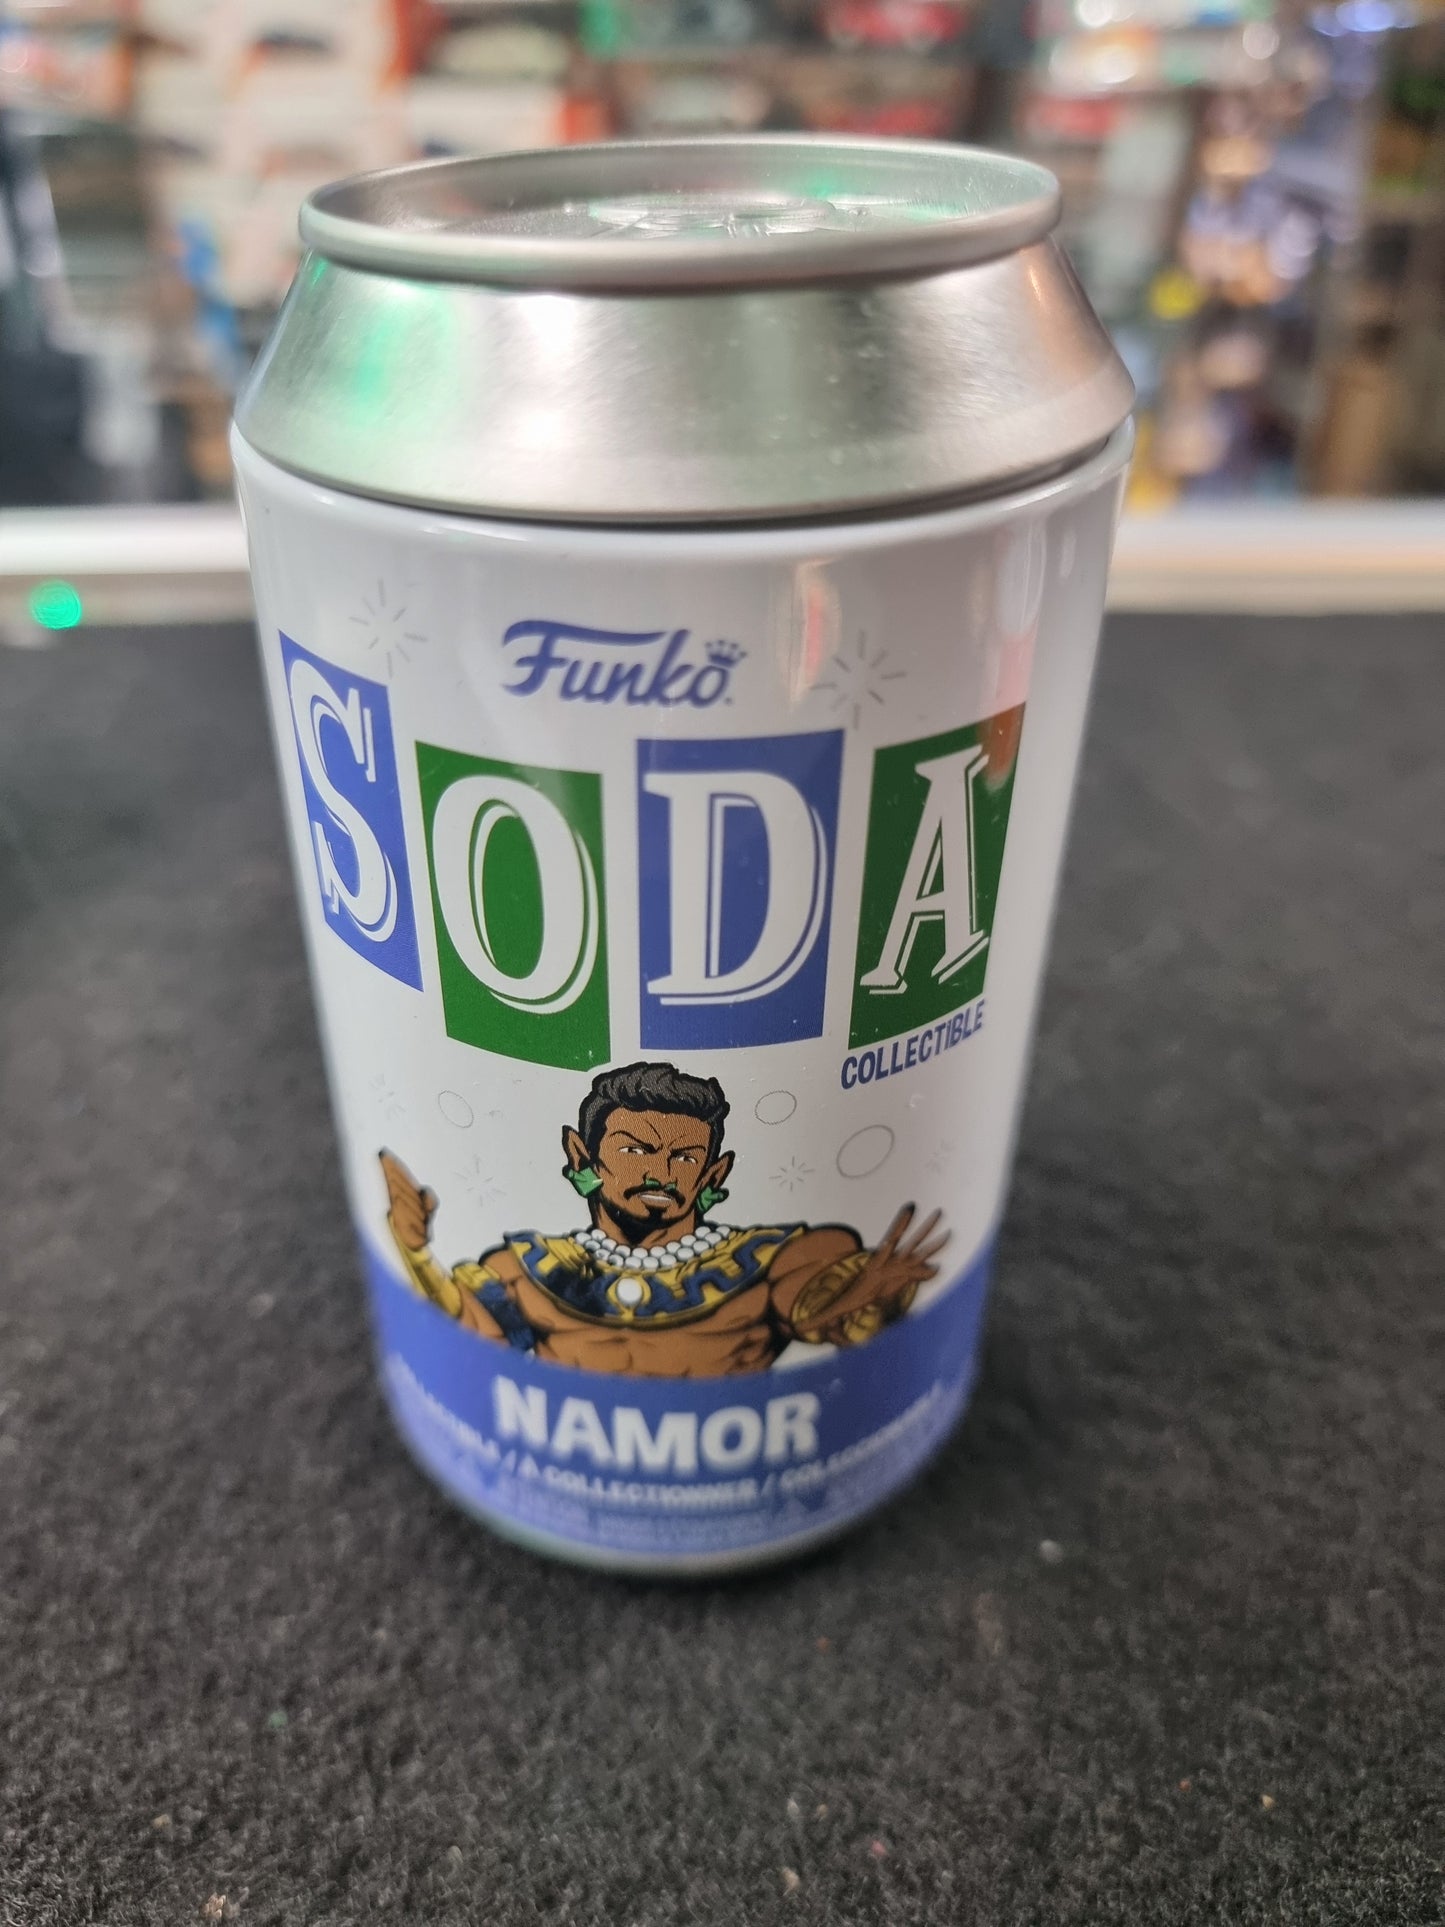 Funko
SODA
COLLECTIBLE
NAMOR
/ A COLLECTIONNER /